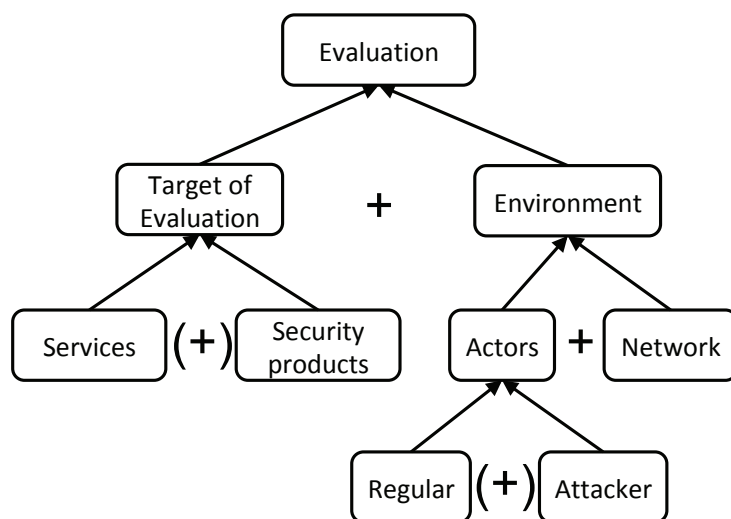 Evaluation
Target of
Evaluation
+
Environment
Services
(+)
Security
products
Actors
+
Network
Regular
(+)
Attacker